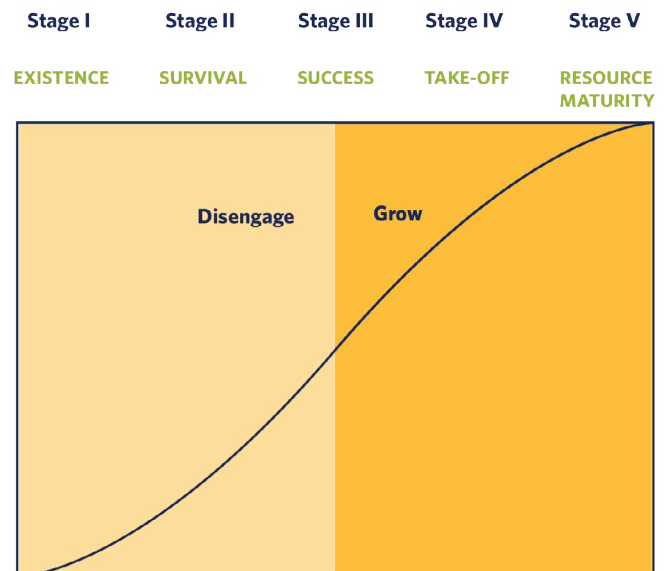 Stage I Stage II Stage III Stage IV Stage V
EXISTENCE SURVIVAL SUCCESS TAKE-OFF RESOURCE
MATURITY
Disengage Grow